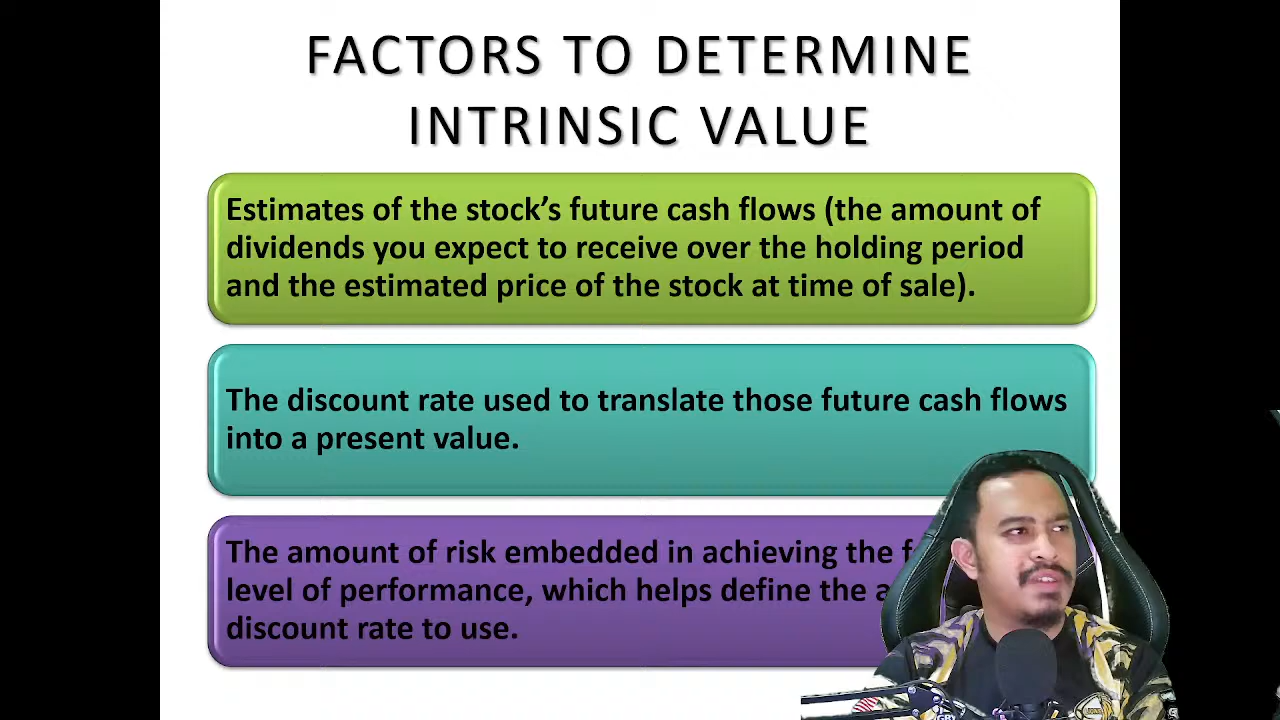 FACTORS TO DETERMINE
INTRINSIC VALUE
Estimates of the stock’s future cash flows (the amount of
dividends you expect to receive over the holding period
and the estimated price of the stock at time of sale).
The discount rate used to translate those future cash flows
into a present value.
The amount of risk embedded in achieving the
level of performance, which helps define the
discount rate to use.